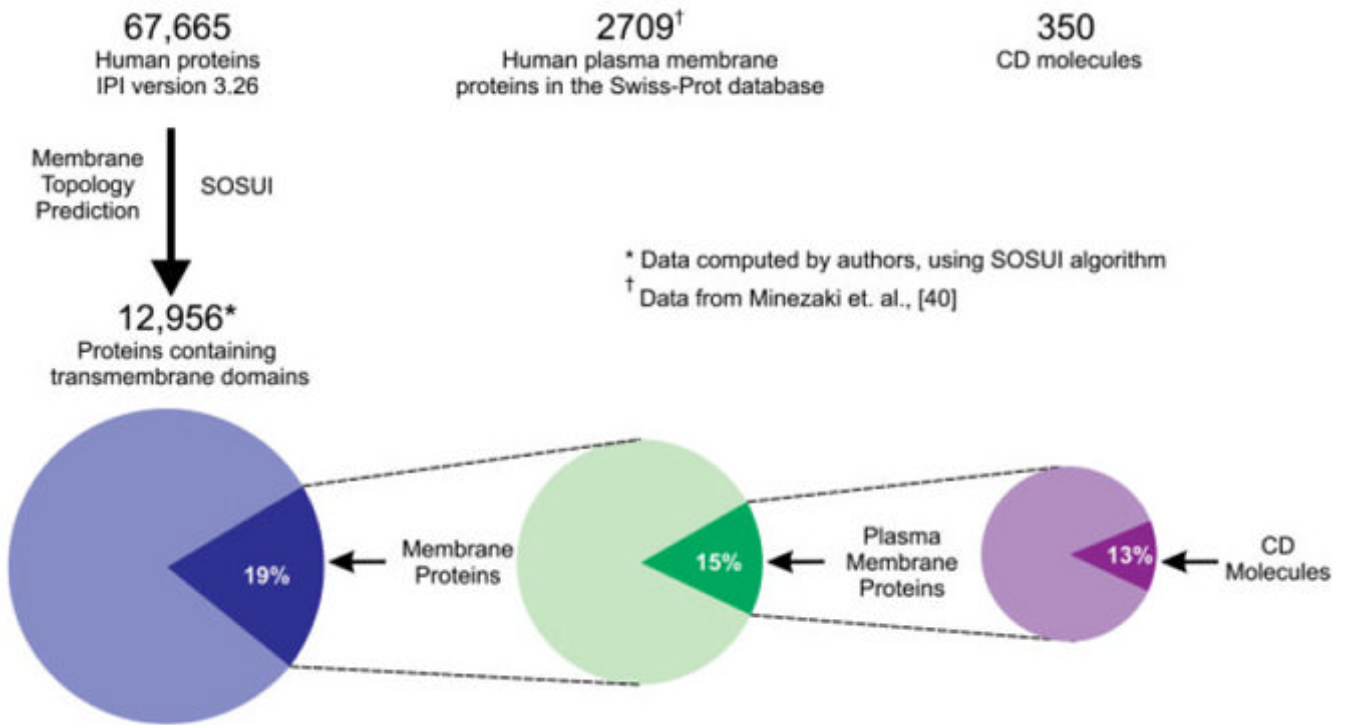 67,665
Human proteins
IPI version 3.26
2709†
Human plasma membrane
proteins in the Swiss-Prot database
350
CD molecules
Membrane
Topology
Prediction
SOSUI
* Data computed by authors, using SOSUI algorithm
† Data from Minezaki et. al., [40]
12,956*
Proteins containing
transmembrane domains
19%
Membrane
Proteins
15%
Plasma
Membrane
Proteins
13%
CD
Molecules